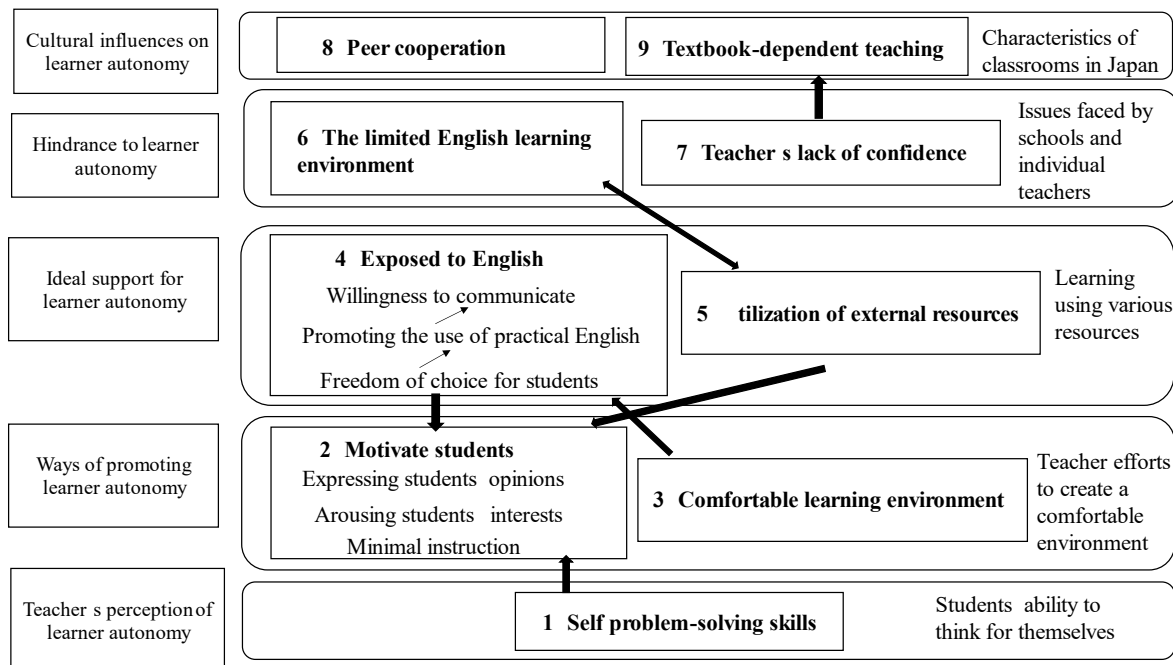 Cultural influences on
learner autonomy
8 Peer cooperation
9 Textbook-dependent teaching
Characteristics of
classrooms in Japan
Hindrance to learner
autonomy
6 The limited English learning
environment
7 Teacher s lack of confidence
Issues faced by
schools and
individual
teachers
Ideal support for
learner autonomy
4 Exposed to English
Willingness to communicate
Promoting the use of practical English
Freedom of choice for students
5 tilization of external resources
Learning
using various
resources
Ways of promoting
learner autonomy
2 Motivate students
Expressing students opinions
Arousing students interests
Minimal instruction
3 Comfortable learning environment
Teacher efforts
to create a
comfortable
environment
Teacher s perception of
learner autonomy
1 Self problem-solving skills
Students ability to
think for themselves